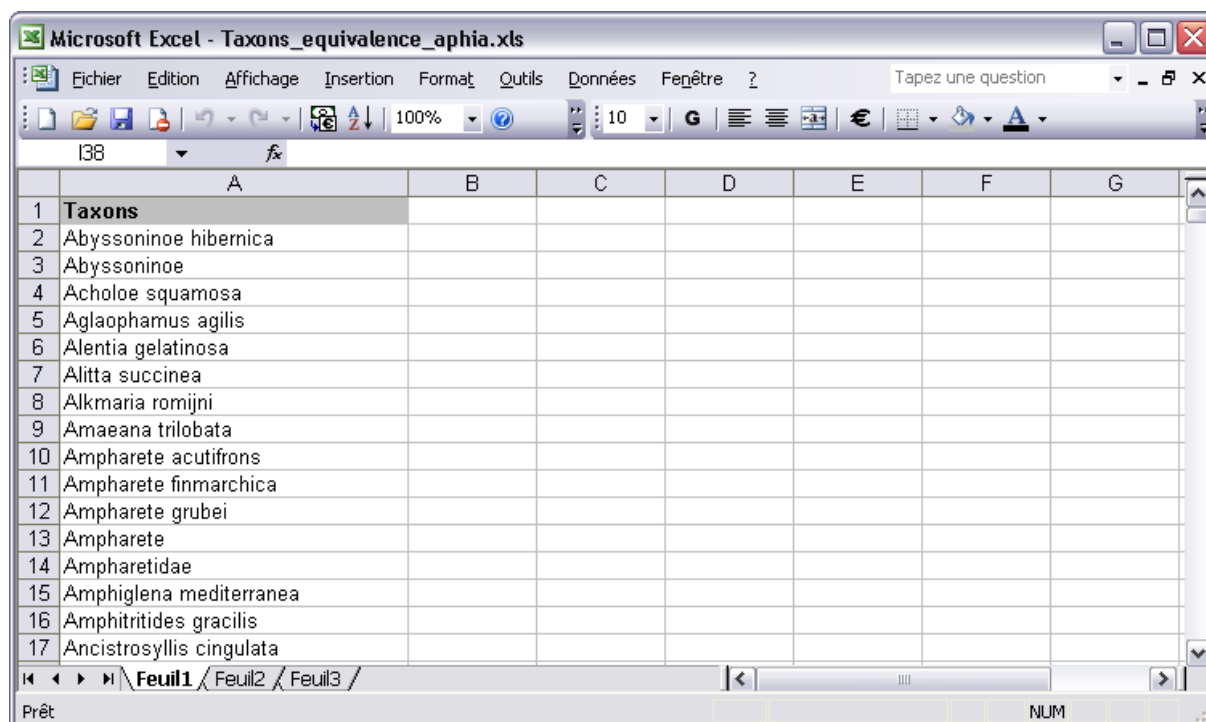 Microsoft Excel - Taxons_equivalence_aphia.xls
Eichier Edition Affichage Insertion Format Outils Données Fenêtre ? Tapez une question
100% 10 G € A
I38 fx
A B C D E F G
1 Taxons
2 Abyssoninoe hibernica
3 Abyssoninoe
4 Acholoe squamosa
5 Aglaophamus agilis
6 Alentia gelatinosa
7 Alitta succinea
8 Alkmaria romijni
9 Amaeana trilobata
10 Ampharete acutifrons
11 Ampharete finmarchica
12 Ampharete grubei
13 Ampharete
14 Ampharetidae
15 Amphiglena mediterranea
16 Amphitritides gracilis
17 Ancistrosyllis cingulata
Feuil1 Feuil2 Feuil3
Prêt NUM